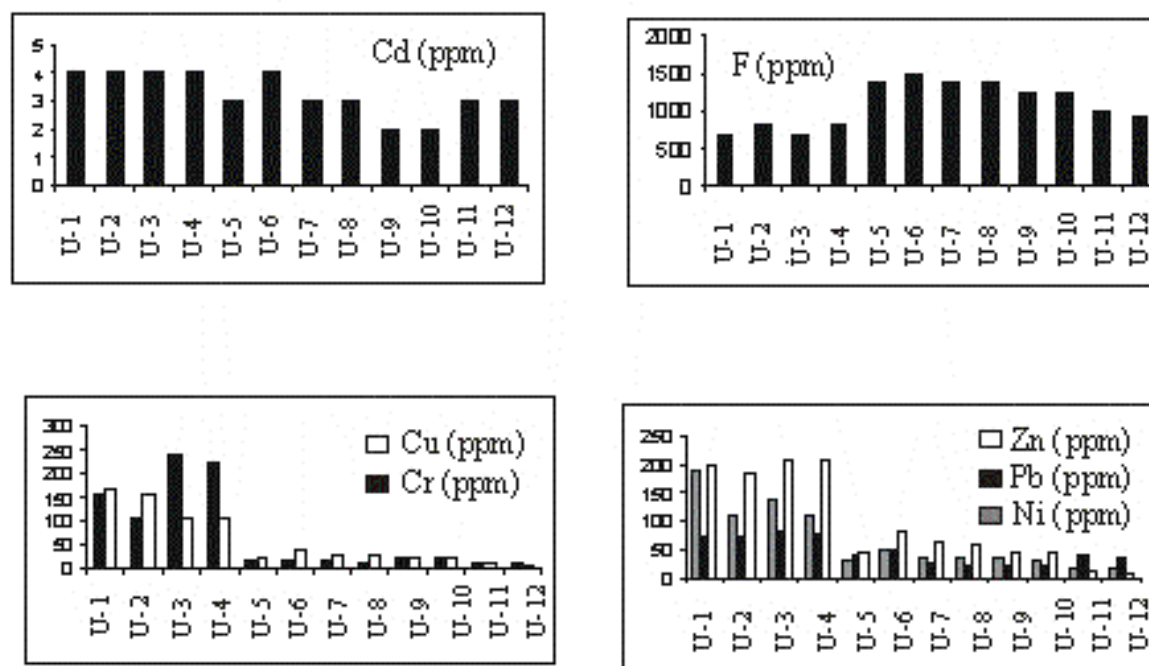 Cd (ppm)
5
4
3
2
1
0
U-1
U-2
U-3
U-4
U-5
U-6
U-7
U-8
U-9
U-10
U-11
U-12
F (ppm)
2000
1500
1000
500
0
U-1
U-2
U-3
U-4
U-5
U-6
U-7
U-8
U-9
U-10
U-11
U-12
300
250
200
150
100
50
0
Cu (ppm)
Cr (ppm)
U-1
U-2
U-3
U-4
U-5
U-6
U-7
U-8
U-9
U-10
U-11
U-12
250
200
150
100
50
0
Zn (ppm)
Pb (ppm)
Ni (ppm)
U-1
U-2
U-3
U-4
U-5
U-6
U-7
U-8
U-9
U-10
U-11
U-12